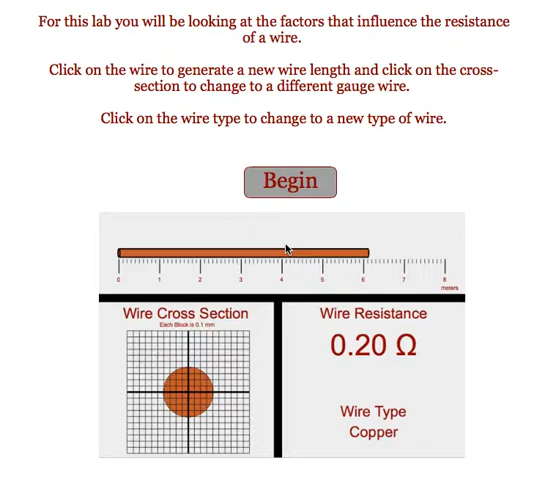 For this lab you will be looking at the factors that influence the resistance
of a wire.
Click on the wire to generate a new wire length and click on the cross-
section to change to a different gauge wire.
Click on the wire type to change to a new type of wire.
Begin
0 1 2 3 4 5 6 7 8
meters
Wire Cross Section
Each Block is 0.1 mm
Wire Resistance
0.20 Ω
Wire Type
Copper